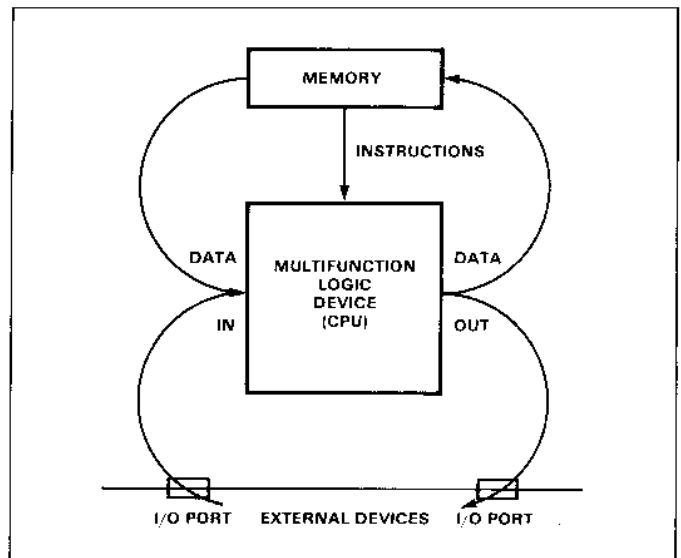 MEMORY
INSTRUCTIONS
DATA
IN
MULTIFUNCTION
LOGIC
DEVICE
(CPU)
DATA
OUT
I/O PORT
EXTERNAL DEVICES
I/O PORT